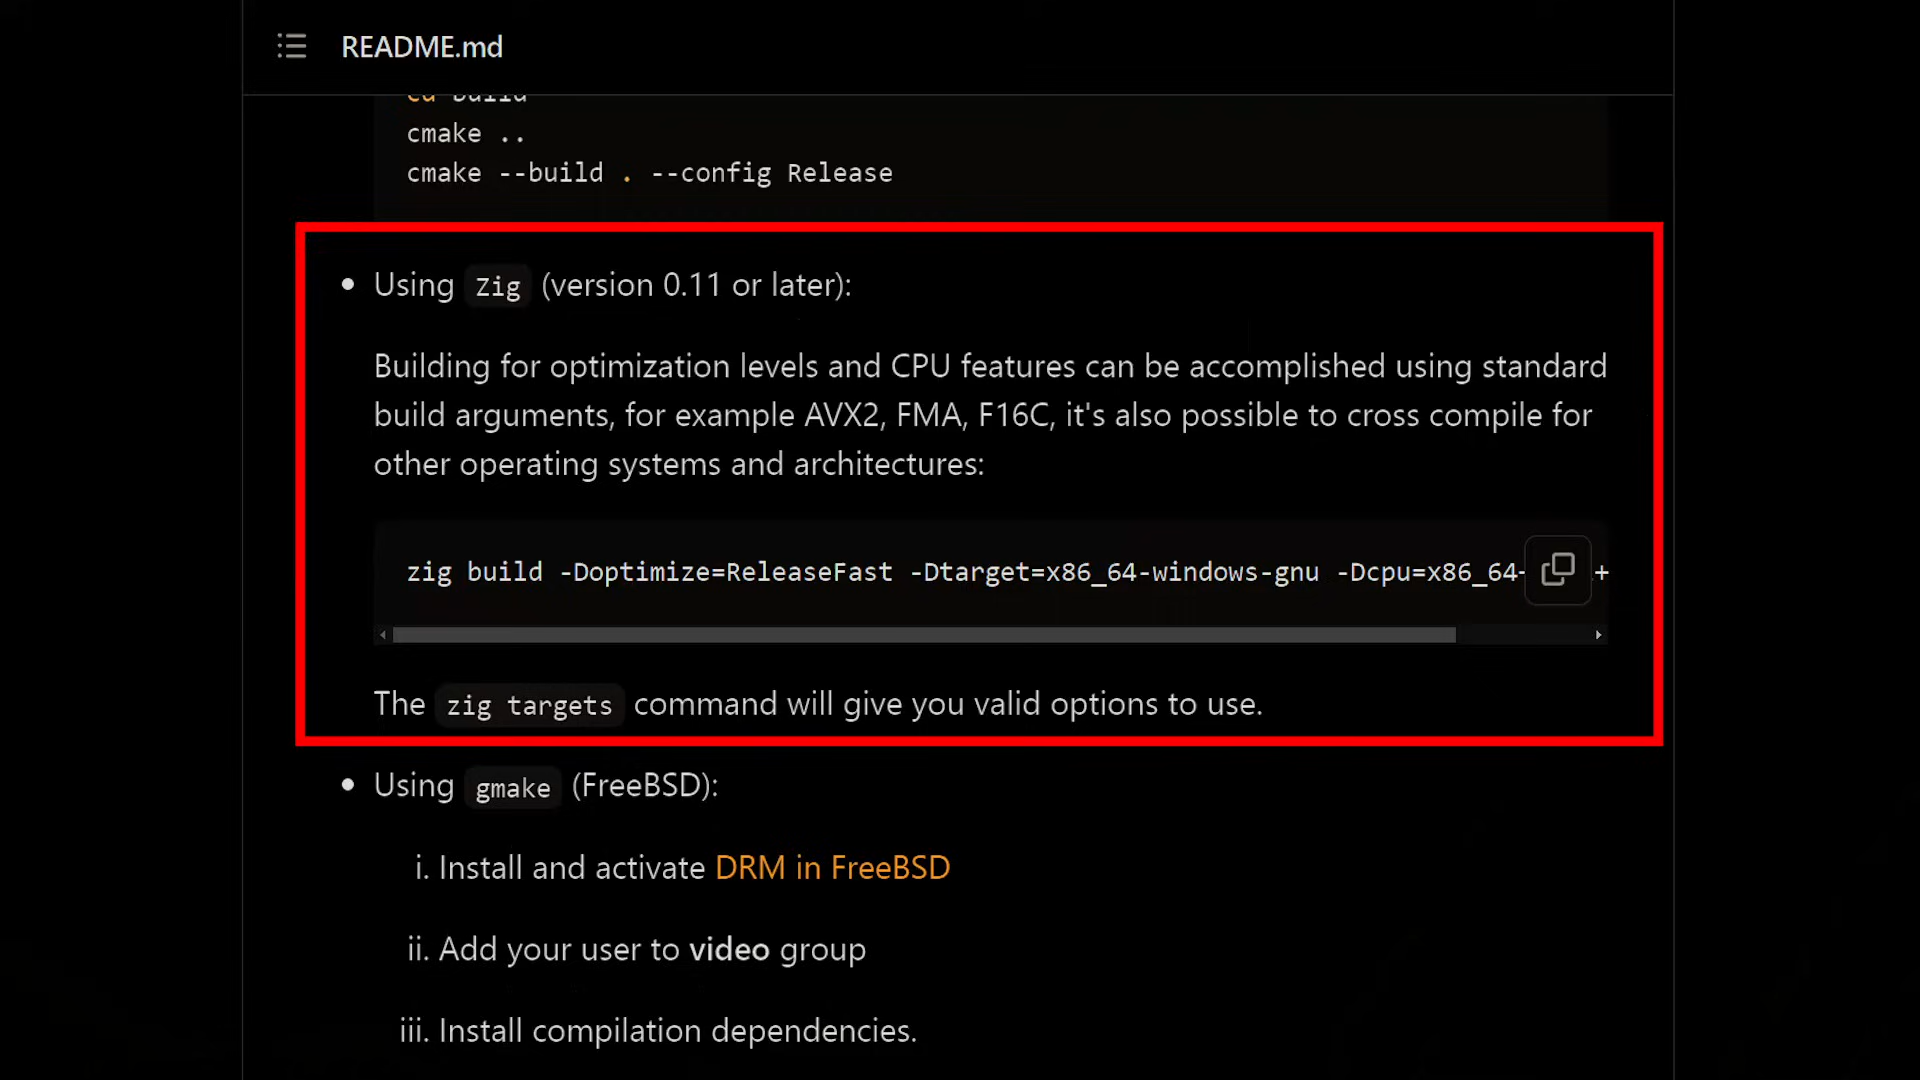 README.md
cd build
cmake ..
cmake --build . --config Release
• Using Zig (version 0.11 or later):
Building for optimization levels and CPU features can be accomplished using standard
build arguments, for example AVX2, FMA, F16C, it's also possible to cross compile for
other operating systems and architectures:
zig build -Doptimize=ReleaseFast -Dtarget=x86_64-windows-gnu -Dcpu=x86_64- +
The zig targets command will give you valid options to use.
• Using gmake (FreeBSD):
i. Install and activate DRM in FreeBSD
ii. Add your user to video group
iii. Install compilation dependencies.